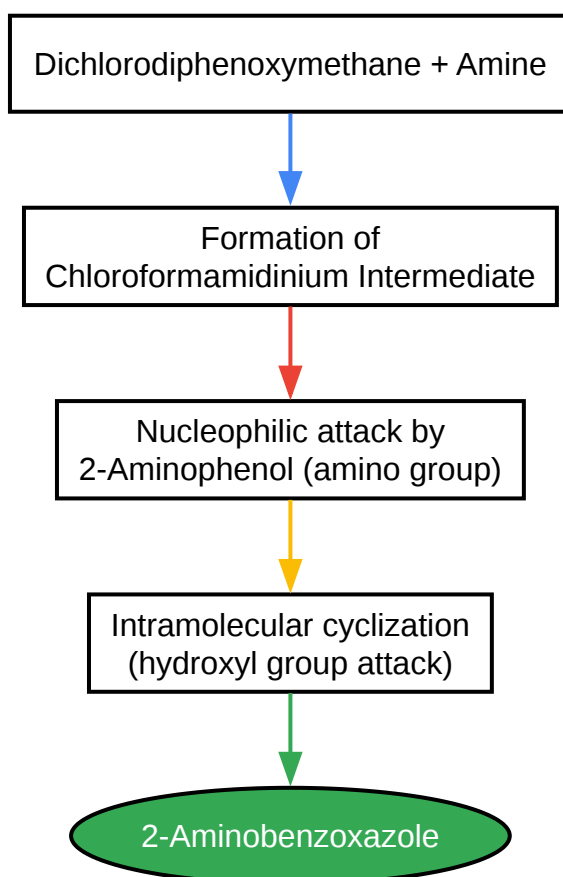 Dichlorodiphenoxymethane + Amine
Formation of
Chloroformamidinium Intermediate
Nucleophilic attack by
2-Aminophenol (amino group)
Intramolecular cyclization
(hydroxyl group attack)
2-Aminobenzoxazole